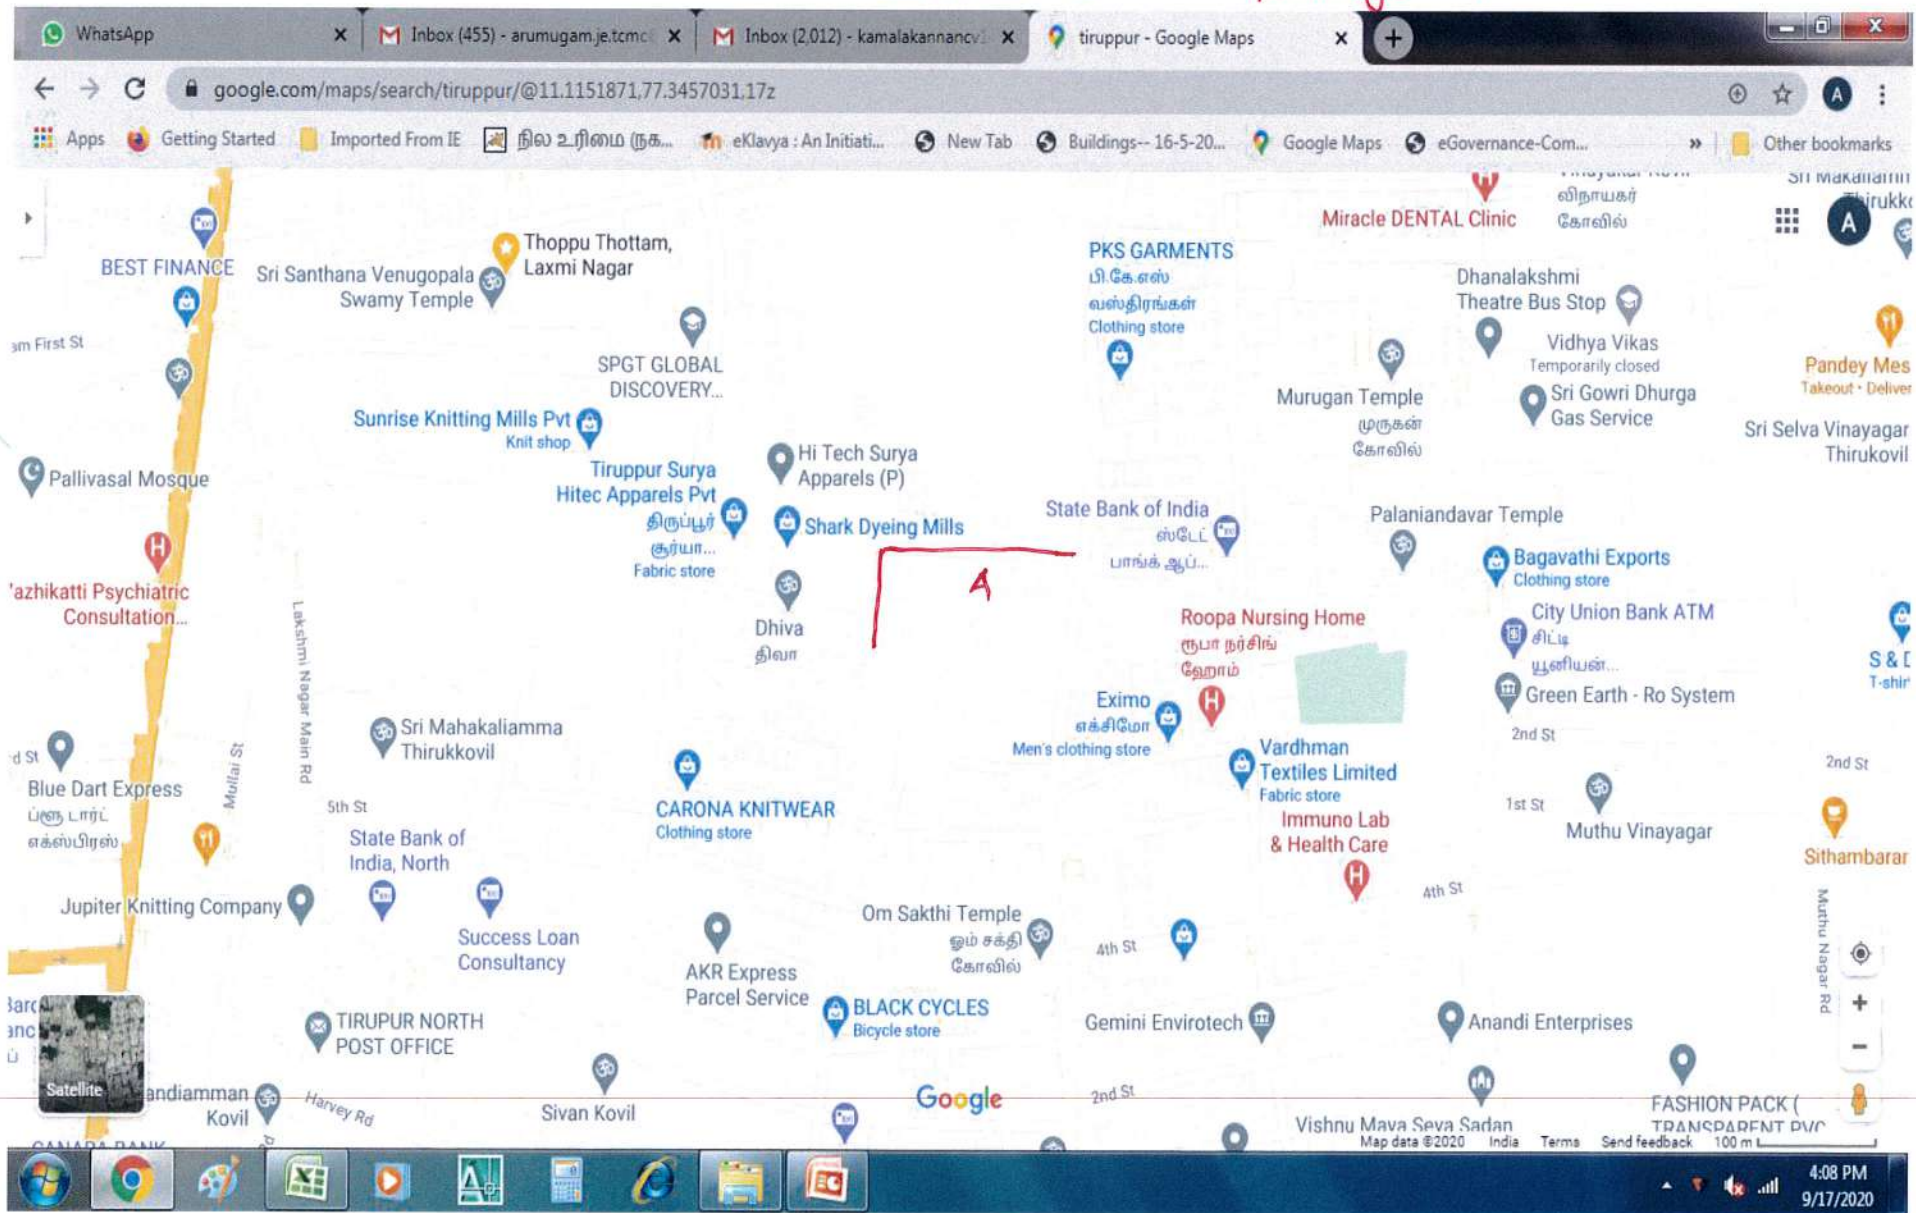 WhatsApp
Inbox (455) - arumugam.je.tcmc
Inbox (2,012) - kamalakannancv1
tiruppur - Google Maps
google.com/maps/search/tiruppur/@11.1151871,77.3457031,17z
A
Apps
Getting Started
Imported From IE
நில உரிமை (நக...
eKlavya : An Initiati...
New Tab
Buildings-- 16-5-20...
Google Maps
eGovernance-Com...
Other bookmarks
Miracle DENTAL Clinic
விநாயகர்
கோவில்
A
BEST FINANCE
Sri Santhana Venugopala
Swamy Temple
Thoppu Thottam,
Laxmi Nagar
PKS GARMENTS
பி.கே.எஸ்
வஸ்திரங்கள்
Clothing store
Dhanalakshmi
Theatre Bus Stop
Vidhya Vikas
Temporarily closed
am First St
SPGT GLOBAL
DISCOVERY...
Pandey Mes
Takeout · Deliver
Murugan Temple
முருகன்
கோவில்
Sri Gowri Dhurga
Gas Service
Sunrise Knitting Mills Pvt
Knit shop
Sri Selva Vinayagar
Thirukovil
Pallivasal Mosque
Hi Tech Surya
Apparels (P)
Tiruppur Surya
Hitec Apparels Pvt
திருப்பூர்
சூர்யா...
Fabric store
Shark Dyeing Mills
State Bank of India
ஸ்டேட்
பாங்க் ஆப்...
Palaniandavar Temple
Bagavathi Exports
Clothing store
A
'azhikatti Psychiatric
Consultation...
Lakshmi Nagar Main Rd
Dhiva
திவா
Roopa Nursing Home
ரூபா நர்சிங்
ஹோம்
City Union Bank ATM
சிட்டி
யூனியன்...
S & D
T-shir
Green Earth - Ro System
Eximo
எக்சிமோ
Men's clothing store
Sri Mahakaliamma
Thirukkovil
2nd St
Vardhman
Textiles Limited
Fabric store
2nd St
d St
Blue Dart Express
ப்ளூ டார்ட்
எக்ஸ்பிரஸ்
Mullai St
5th St
CARONA KNITWEAR
Clothing store
1st St
Muthu Vinayagar
Immuno Lab
& Health Care
State Bank of
India, North
Sithambarar
4th St
Jupiter Knitting Company
Muthu Nagar Rd
Om Sakthi Temple
ஓம் சக்தி
கோவில்
4th St
Success Loan
Consultancy
AKR Express
Parcel Service
BLACK CYCLES
Bicycle store
Gemini Envirotech
Anandi Enterprises
TIRUPUR NORTH
POST OFFICE
Satellite
andiamman
Kovil
Harvey Rd
Sivan Kovil
Google
2nd St
Vishnu Maya Seva Sadan
FASHION PACK (
TRANSPARENT PVC
CANARA BANK
Map data ©2020
India
Terms
Send feedback
100 m
4:08 PM
9/17/2020